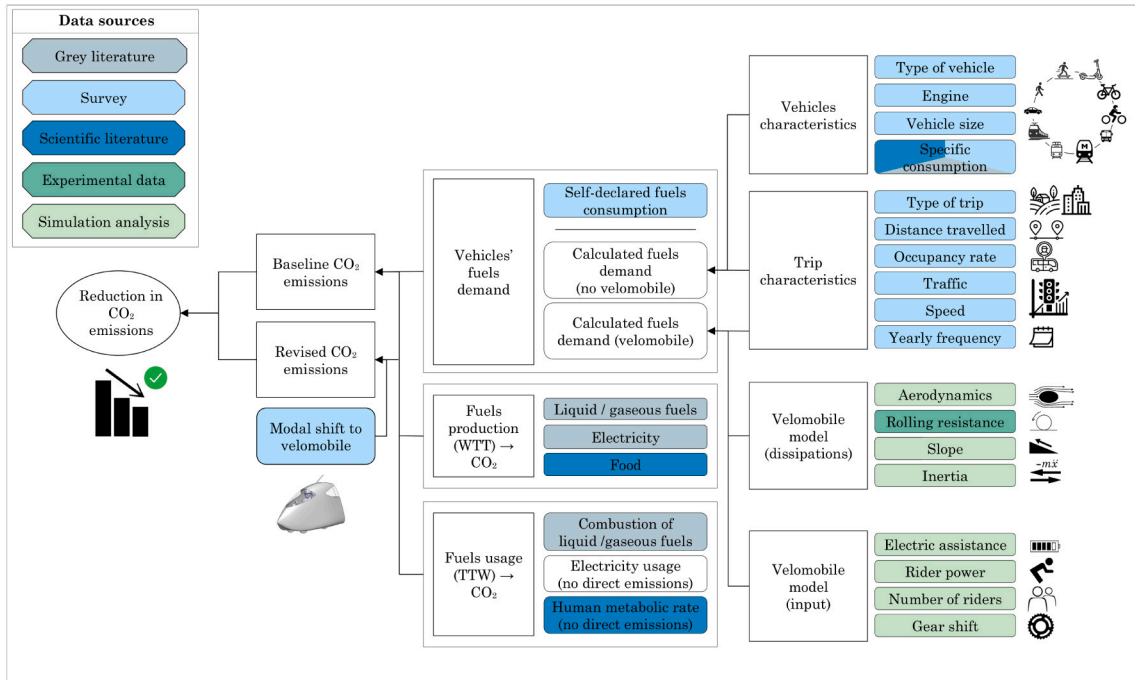 Data sources
Grey literature
Survey
Scientific literature
Experimental data
Simulation analysis
Reduction in
CO₂
emissions
Baseline CO₂
emissions
Revised CO₂
emissions
Modal shift to
velomobile
Vehicles'
fuels
demand
Self-declared fuels
consumption
Calculated fuels
demand
(no velomobile)
Calculated fuels
demand (velomobile)
Fuels
production
(WTT) →
CO₂
Liquid / gaseous fuels
Electricity
Food
Fuels usage
(TTW) →
CO₂
Combustion of
liquid /gaseous fuels
Electricity usage
(no direct emissions)
Human metabolic rate
(no direct emissions)
Vehicles
characteristics
Type of vehicle
Engine
Vehicle size
Specific
consumption
M
Trip
characteristics
Type of trip
Distance travelled
Occupancy rate
Traffic
Speed
Yearly frequency
Velomobile
model
(dissipations)
Aerodynamics
Rolling resistance
Slope
Inertia
-mẍ
Velomobile
model
(input)
Electric assistance
Rider power
Number of riders
Gear shift